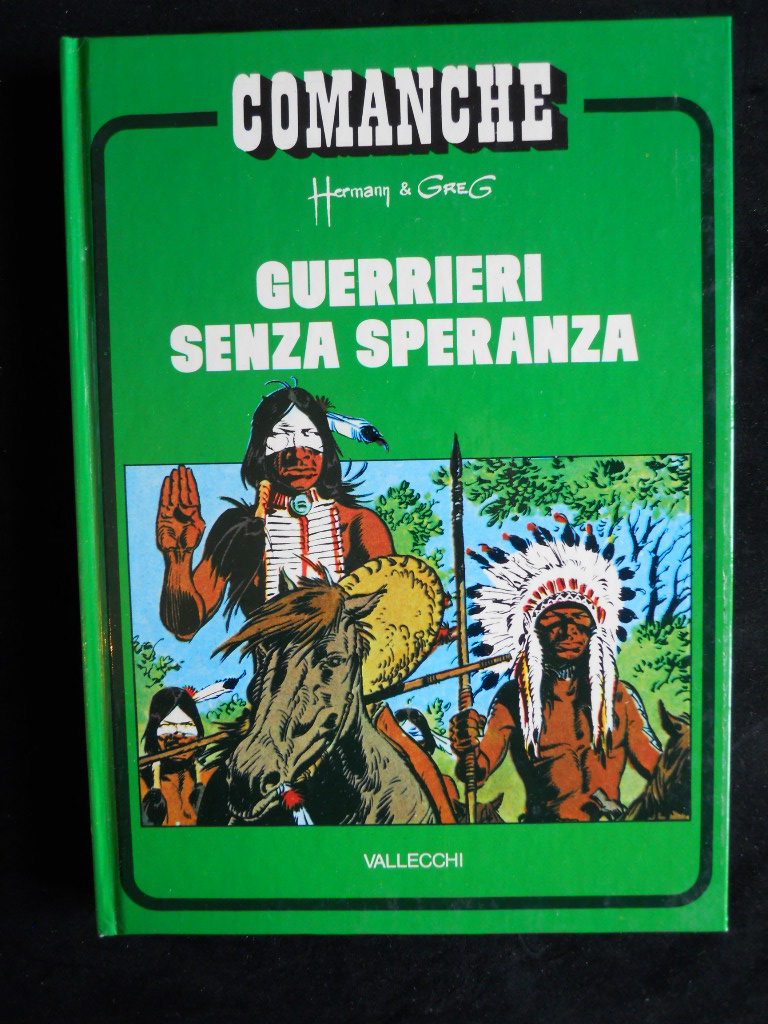 COMANCHE
Hermann & GREG
GUERRIERI
SENZA SPERANZA
VALLECCHI